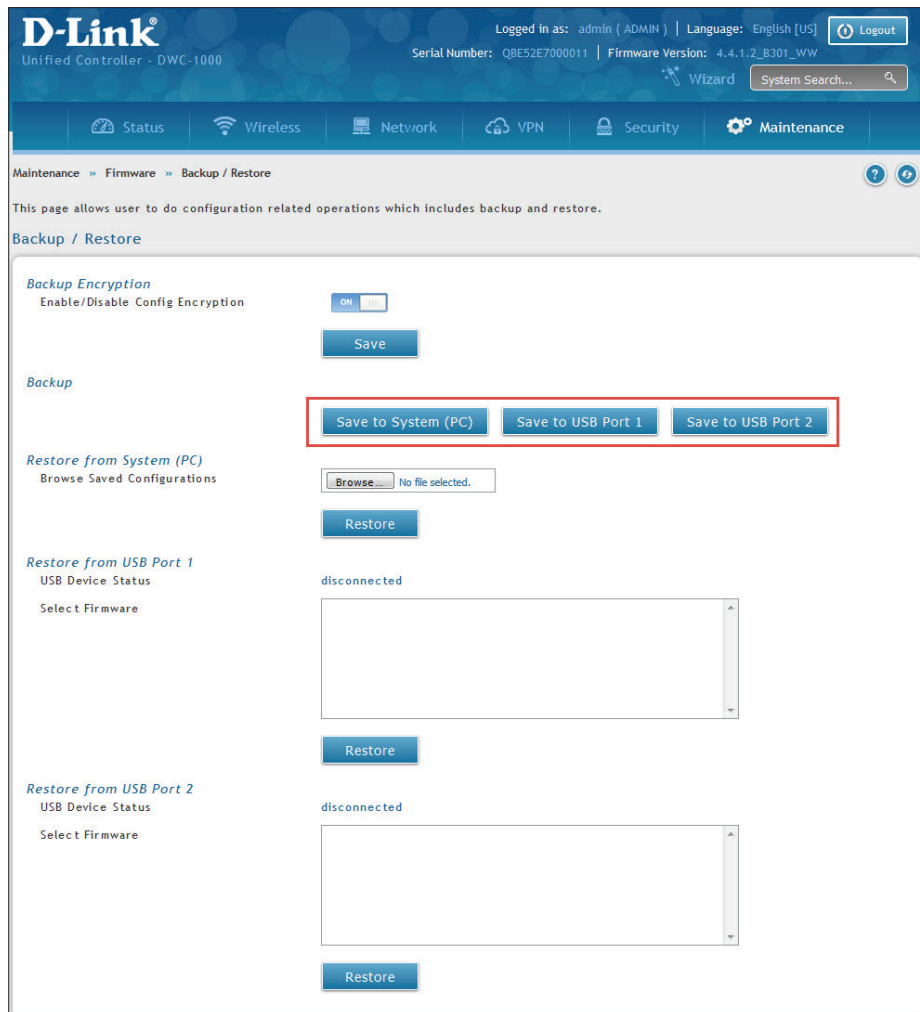 D-Link®
Logged in as: admin ( ADMIN ) | Language: English [US] Logout
Unified Controller - DWC-1000
Serial Number: QBE52E7000011 | Firmware Version: 4.4.1.2_B301_WW
Wizard System Search...
Status Wireless Network VPN Security Maintenance
Maintenance » Firmware » Backup / Restore ?
This page allows user to do configuration related operations which includes backup and restore.
Backup / Restore
Backup Encryption
Enable/Disable Config Encryption ON
Save
Backup
Save to System (PC) Save to USB Port 1 Save to USB Port 2
Restore from System (PC)
Browse Saved Configurations Browse... No file selected.
Restore
Restore from USB Port 1
USB Device Status disconnected
Select Firmware
Restore
Restore from USB Port 2
USB Device Status disconnected
Select Firmware
Restore